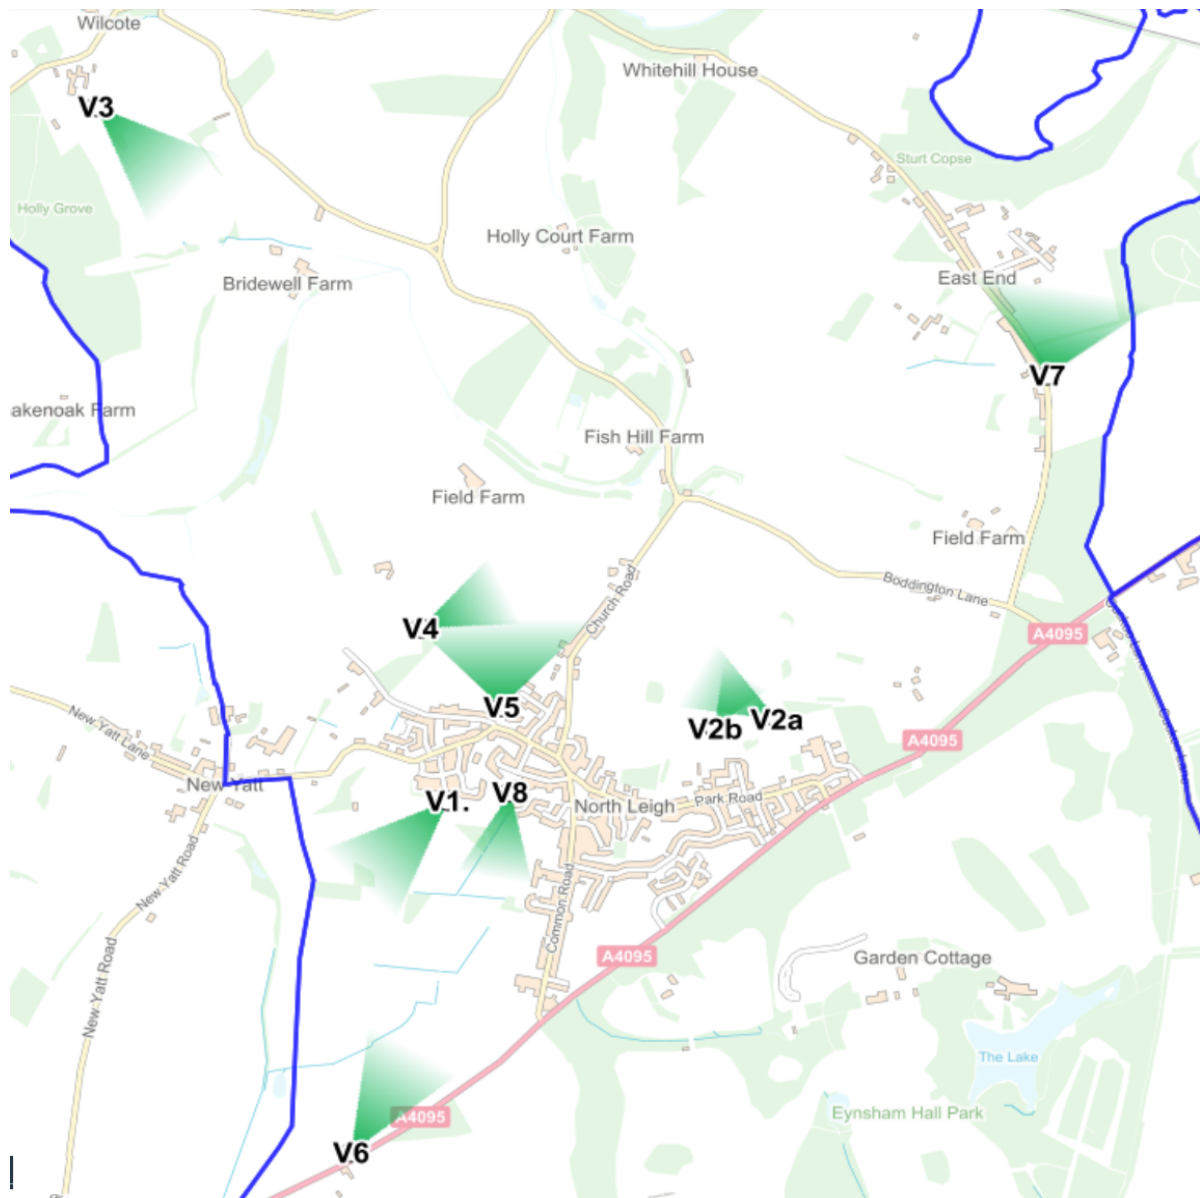 Wilcote
Whitehill House
V3
Sturt Copse
Holly Grove
Holly Court Farm
East End
Bridewell Farm
V7
akenoak Farm
Fish Hill Farm
Field Farm
Field Farm
Boddington Lane
Church Road
V4
A4095
V5
V2b
V2a
New Yatt Lane
A4095
New Yatt
V1.
V8
North Leigh
Park Road
New Yatt Road
Common Road
A4095
Garden Cottage
New Yatt Road
The Lake
A4095
Eynsham Hall Park
V6